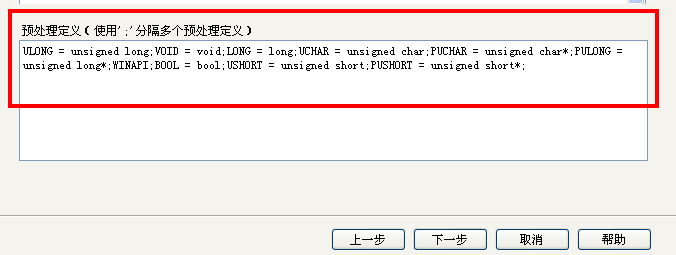 预处理定义(使用';'分隔多个预处理定义)
ULONG = unsigned long;VOID = void;LONG = long;UCHAR = unsigned char;PUCHAR = unsigned char*;PULONG =
unsigned long*;WINAPI;BOOL = bool;USHORT = unsigned short;PUSHORT = unsigned short*;
上一步 下一步 取消 帮助